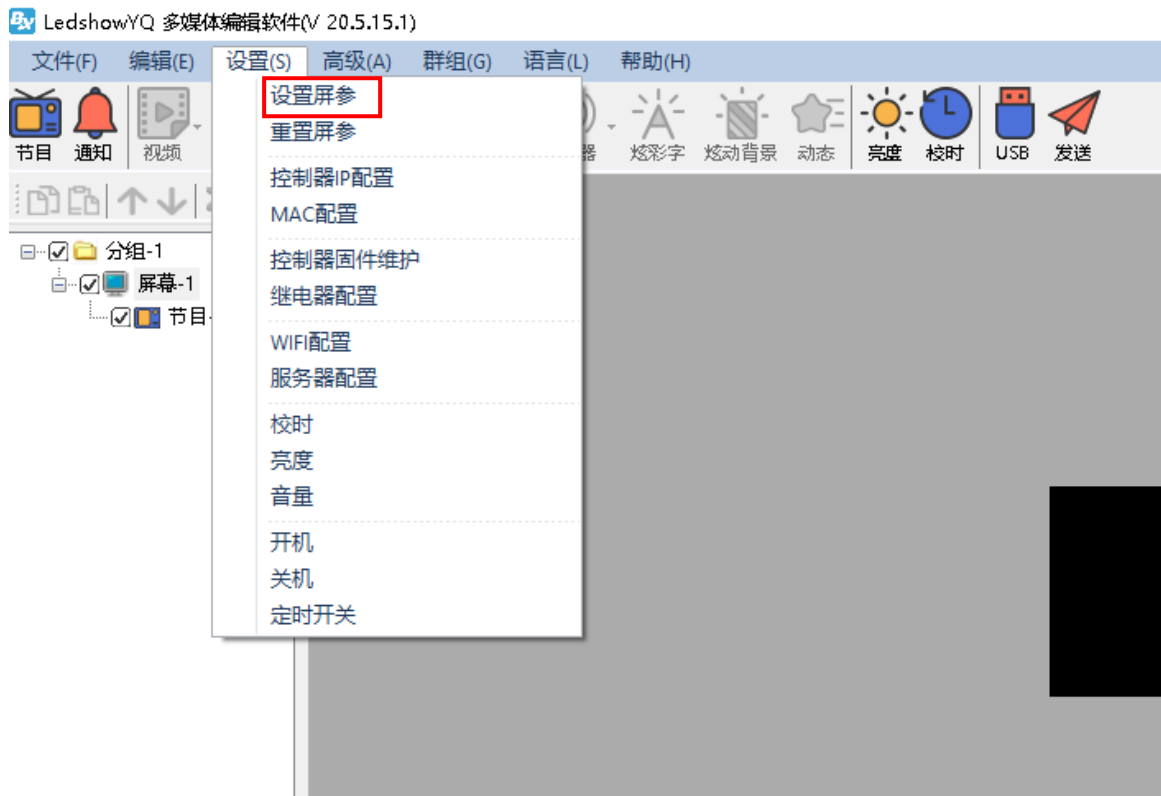 LedshowYQ 多媒体编辑软件(V 20.5.15.1)
文件(F) 编辑(E) 设置(S) 高级(A) 群组(G) 语言(L) 帮助(H)
节目 通知 视频 器 炫彩字 炫动背景 动态 亮度 校时 USB 发送
设置屏参
重置屏参
控制器IP配置
MAC配置
控制器固件维护
继电器配置
WIFI配置
服务器配置
校时
亮度
音量
开机
关机
定时开关
分组-1
屏幕-1
节目-